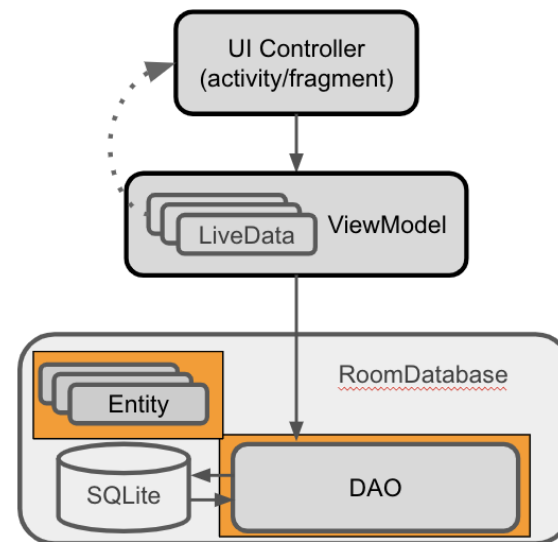 UI Controller
(activity/fragment)
LiveData
ViewModel
RoomDatabase
Entity
SQLite
DAO